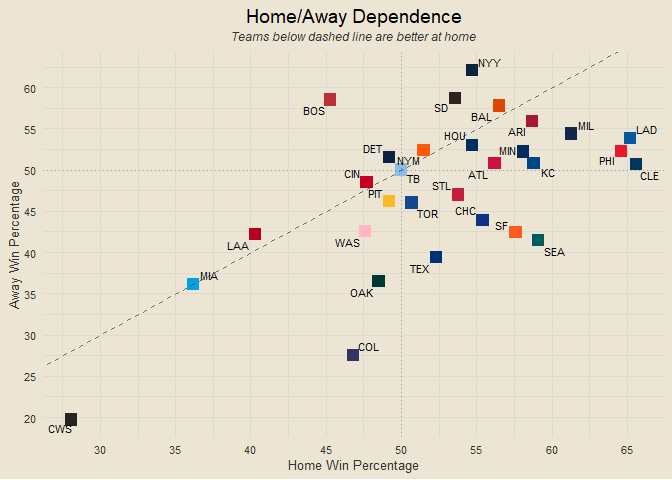 Home/Away Dependence
Teams below dashed line are better at home
Away Win Percentage
60
55
50
45
40
35
30
25
20
NYY
SD
BOS
BAL
ARI
MIL
LAD
HOU
DET
NYM
MIN
PHI
CLE
KC
ATL
CIN
TB
STL
PIT
TOR
CHC
SF
WAS
SEA
LAA
TEX
MIA
OAK
COL
CWS
30
35
40
45
50
55
60
65
Home Win Percentage